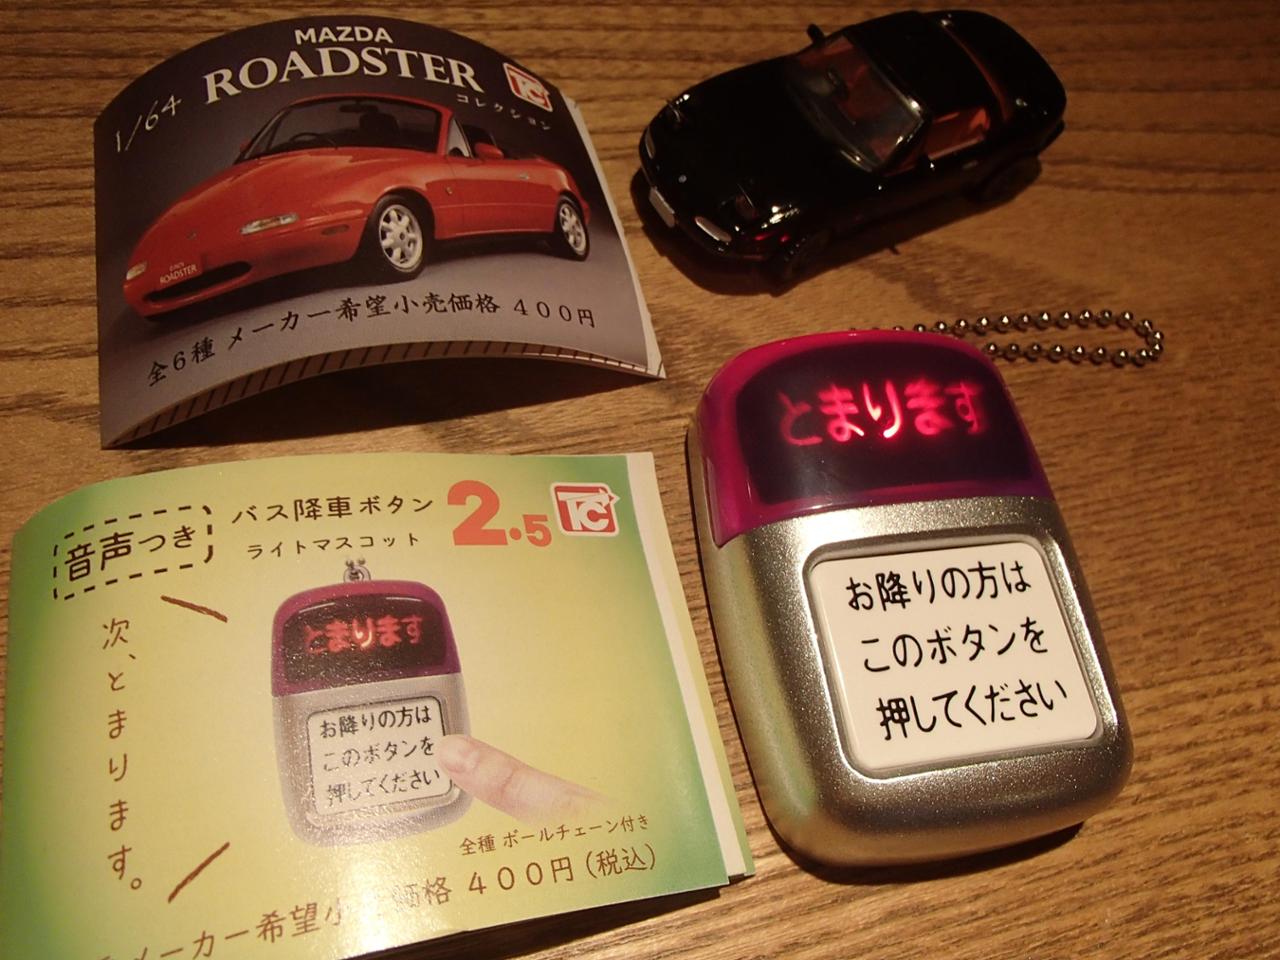 MAZDA
1/64 ROADSTER TC
コレクション
ROADSTER
全6種 メーカー希望小売価格 400円
音声つき
バス降車ボタン 2.5 TC
ライトマスコット
次、とまります。
とまります
お降りの方は
このボタンを
押してください
全種 ボールチェーン付き
メーカー希望小 価格 400円(税込)
とまります
お降りの方は
このボタンを
押してください